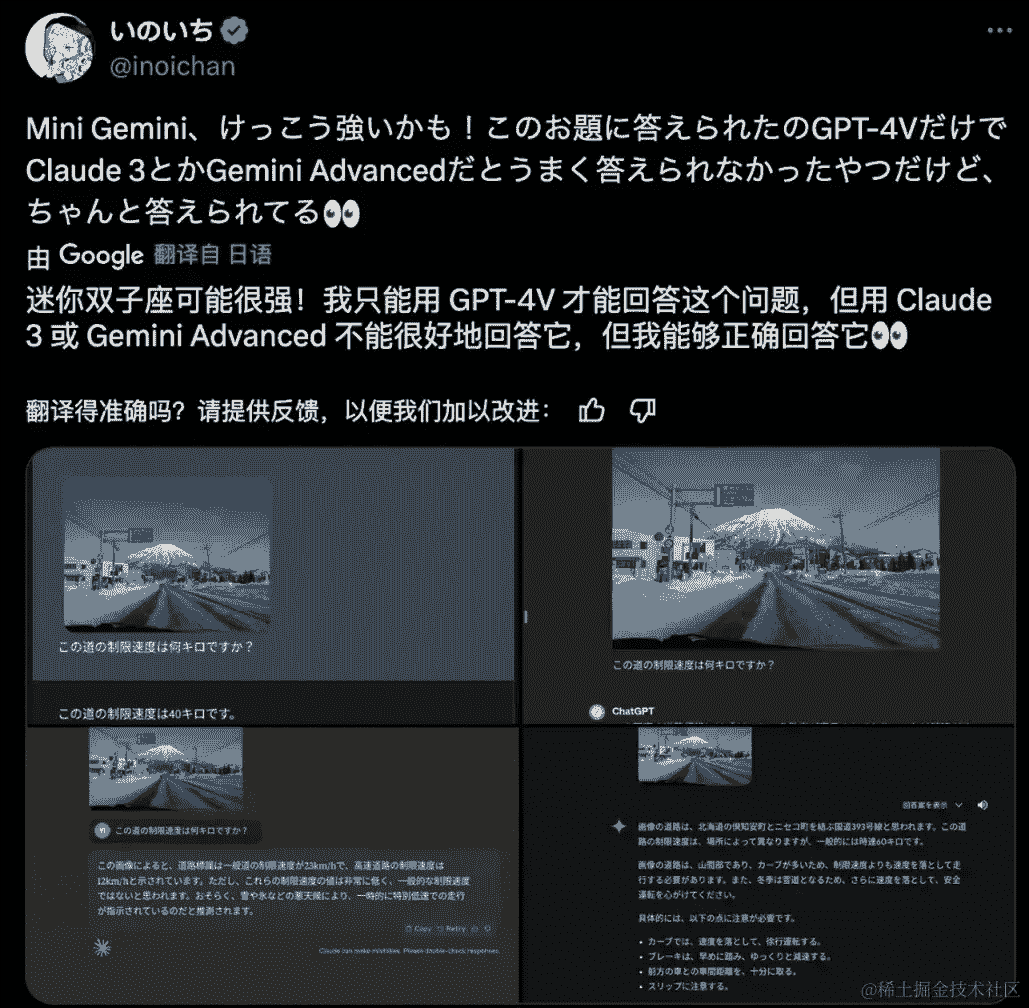 いのいち
@inoichan
Mini Gemini、けっこう強いかも！このお題に答えられたのGPT-4Vだけで
Claude 3とかGemini Advancedだとうまく答えられなかったやつだけど、
ちゃんと答えられてる👀
由 Google 翻译自 日语
迷你双子座可能很强！我只能用 GPT-4V 才能回答这个问题，但用 Claude
3 或 Gemini Advanced 不能很好地回答它，但我能够正确回答它👀
翻译得准确吗？请提供反馈，以便我们加以改进：
この道の制限速度は何キロですか？
この道の制限速度は40キロです。
この道の制限速度は何キロですか？
ChatGPT
YI この道の制限速度は何キロですか？
この画像によると、道路標識は一般道の制限速度が23km/hで、高速道路の制限速度は
12km/hと示されています。ただし、これらの制限速度の値は非常に低く、一般的な制限速度
ではないと思われます。おそらく、雪や氷などの悪天候により、一時的に特別低速での走行
が指示されているのだと推測されます。
Copy Retry
Claude can make mistakes. Please double-check responses.
回答案を表示
画像の道路は、北海道の倶知安町とニセコ町を結ぶ国道393号線と思われます。この道
路の制限速度は、場所によって異なりますが、一般的には時速60キロです。
画像の道路は、山間部であり、カーブが多いため、制限速度よりも速度を落として走
行する必要があります。また、冬季は雪道となるため、さらに速度を落として、安全
運転を心がけてください。
具体的には、以下の点に注意が必要です。
• カーブでは、速度を落として、徐行運転する。
• ブレーキは、早めに踏み、ゆっくりと減速する。
• 前方の車との車間距離を、十分に取る。
• スリップに注意する。
@稀土掘金技术社区